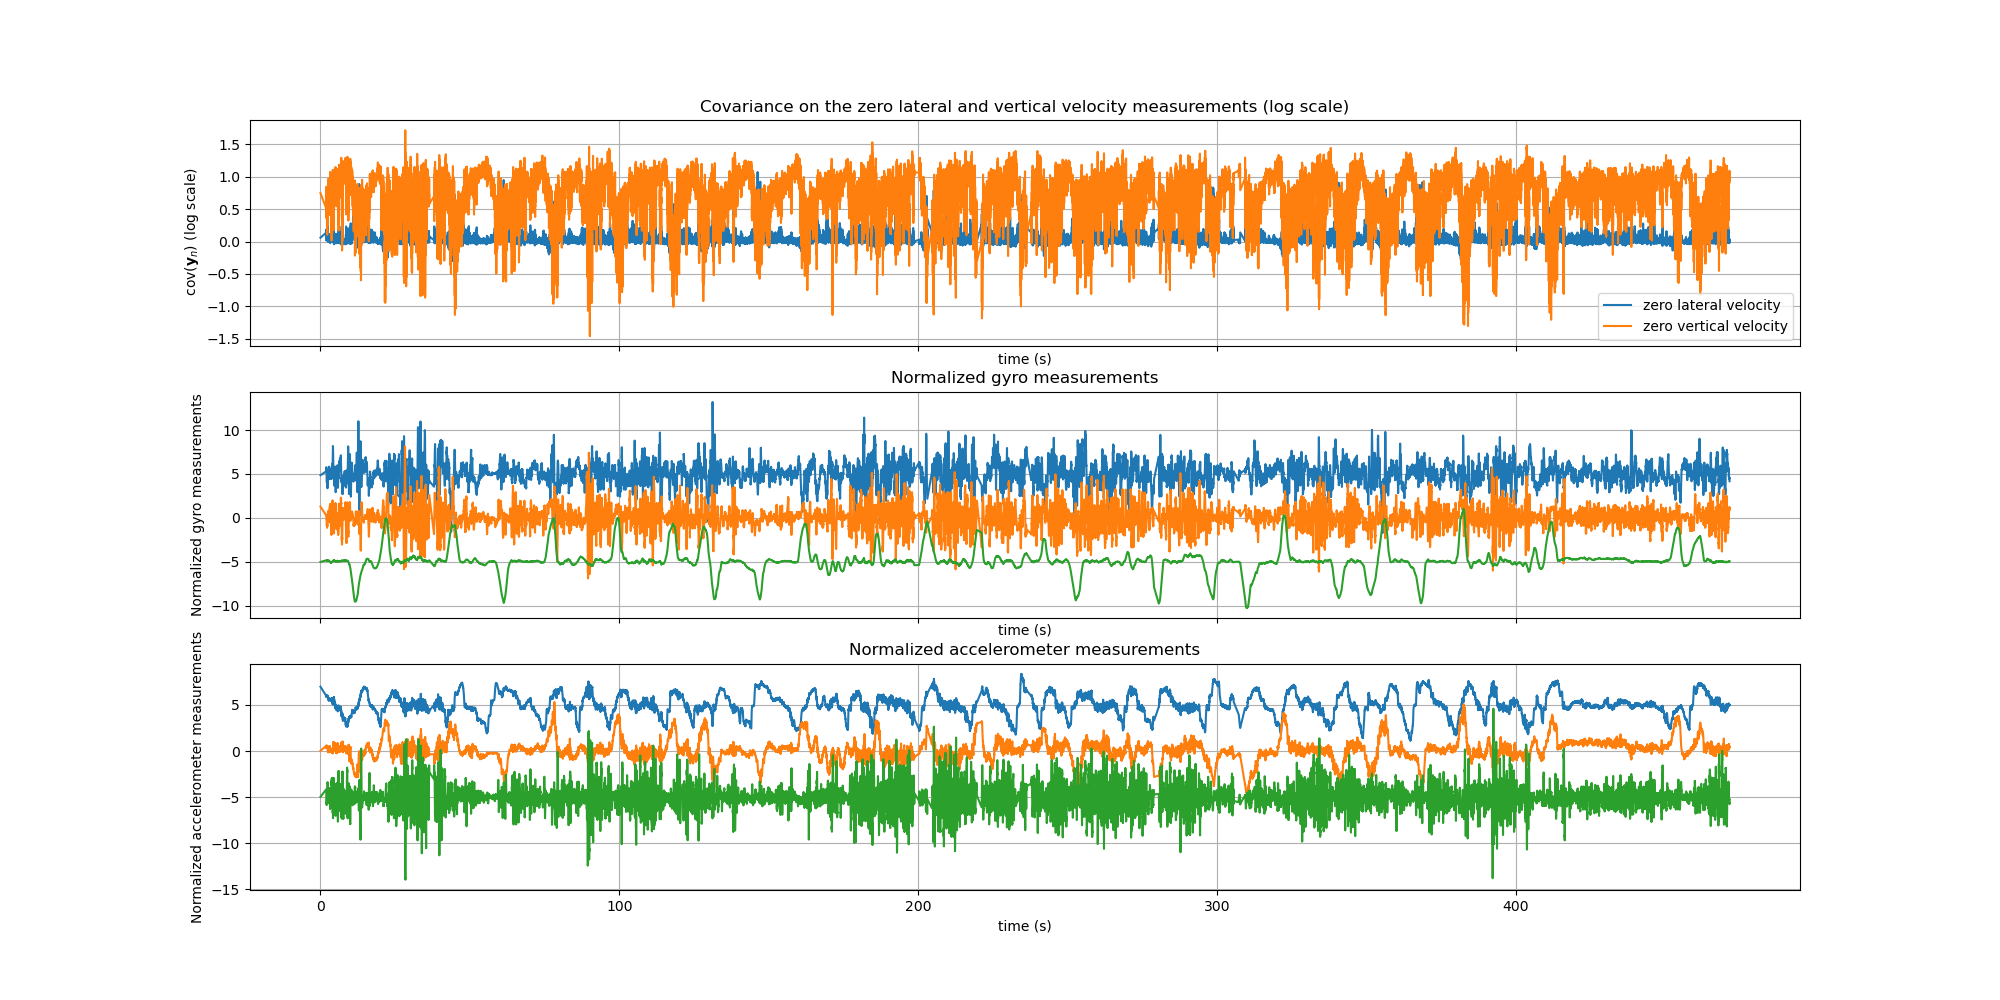 Covariance on the zero lateral and vertical velocity measurements (log scale)
cov(𝐲ₙ) (log scale)
1.5
1.0
0.5
0.0
−0.5
−1.0
−1.5
zero lateral velocity
zero vertical velocity
time (s)
Normalized gyro measurements
Normalized gyro measurements
10
5
0
−5
−10
time (s)
Normalized accelerometer measurements
Normalized accelerometer measurements
5
0
−5
−10
−15
0 100 200 300 400
time (s)